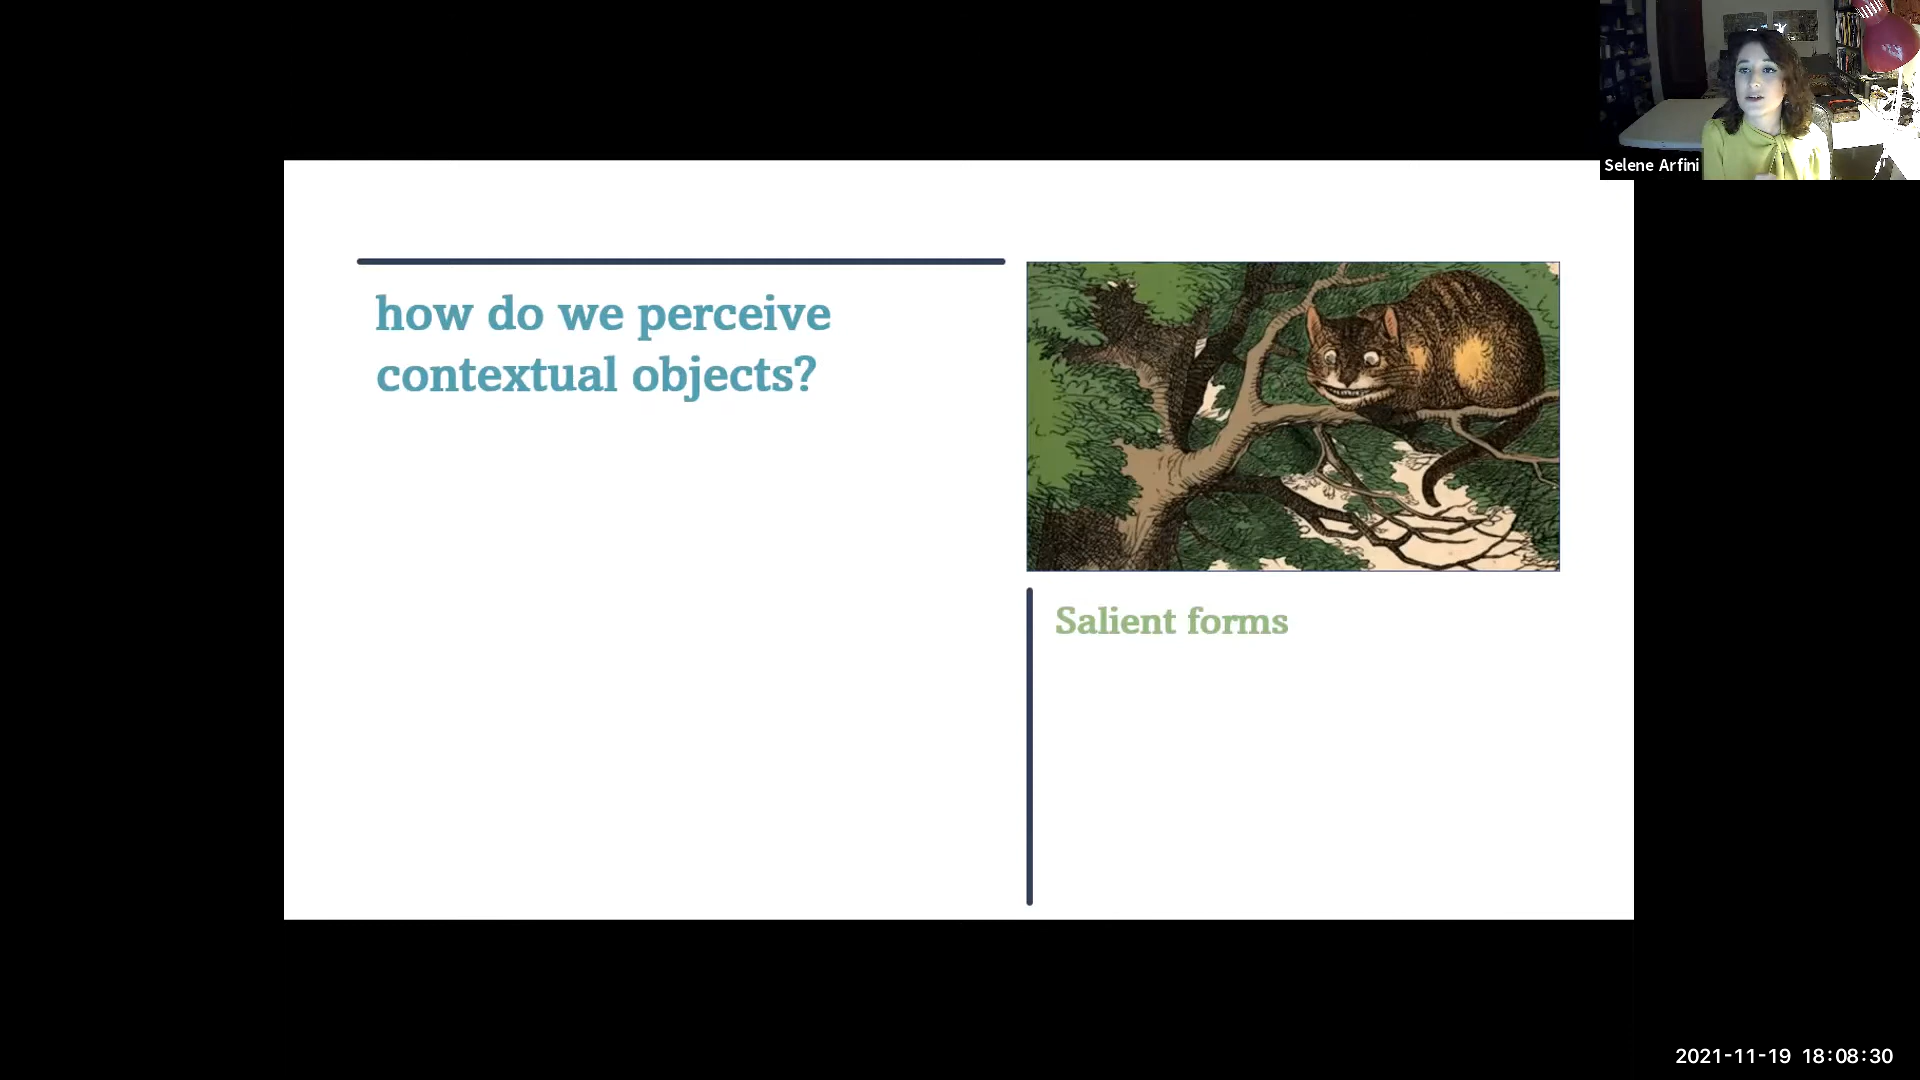 Selene Arfini
how do we perceive
contextual objects?
Salient forms
2021-11-19 18:08:30